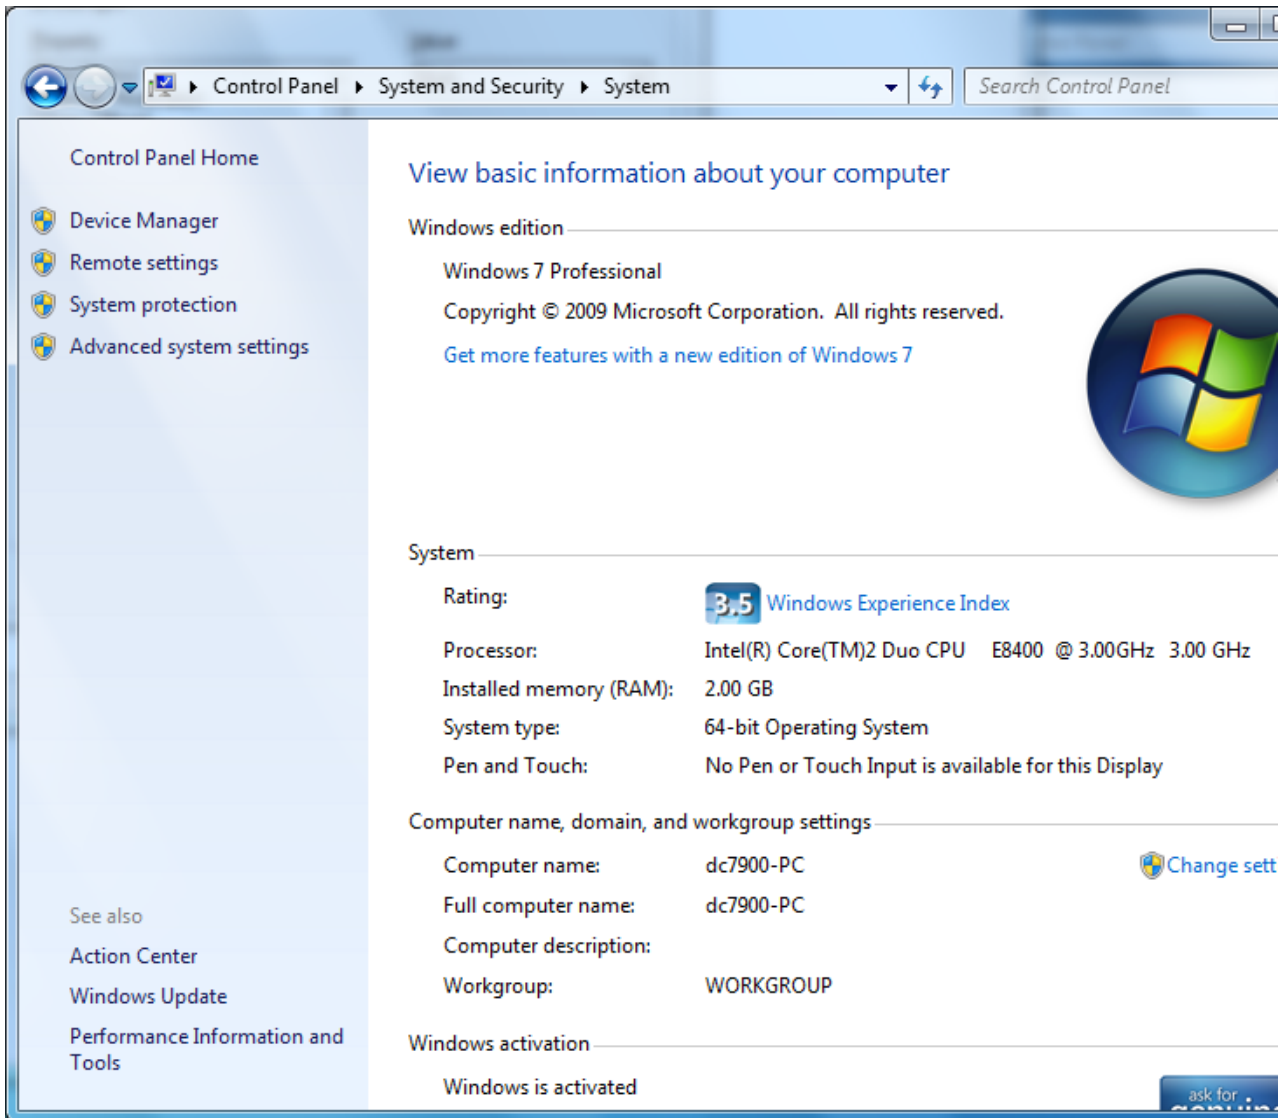 Control Panel System and Security System
Search Control Panel
Control Panel Home
Device Manager
Remote settings
System protection
Advanced system settings
See also
Action Center
Windows Update
Performance Information and
Tools
View basic information about your computer
Windows edition
Windows 7 Professional
Copyright © 2009 Microsoft Corporation. All rights reserved.
Get more features with a new edition of Windows 7
System
Rating: 3.5 Windows Experience Index
Processor: Intel(R) Core(TM)2 Duo CPU E8400 @ 3.00GHz 3.00 GHz
Installed memory (RAM): 2.00 GB
System type: 64-bit Operating System
Pen and Touch: No Pen or Touch Input is available for this Display
Computer name, domain, and workgroup settings
Computer name: dc7900-PC Change sett
Full computer name: dc7900-PC
Computer description:
Workgroup: WORKGROUP
Windows activation
Windows is activated
ask for